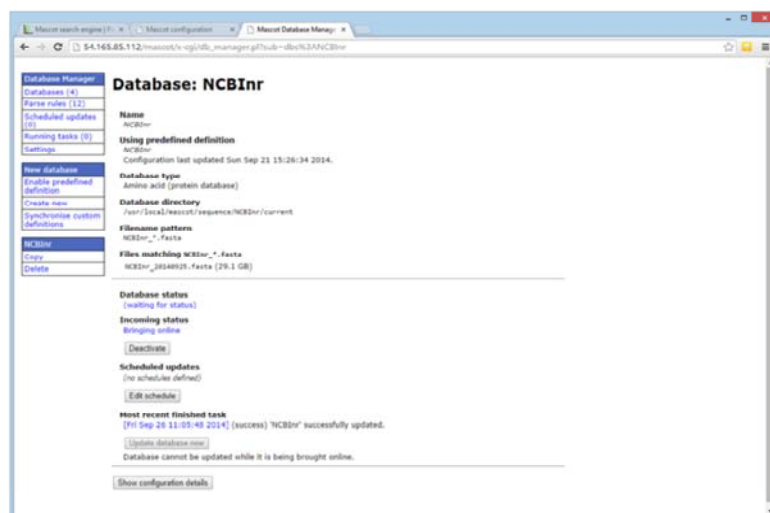 Mascot search engine | 
Mascot configuration
Mascot Database Manage
54.165.85.112/mascot/x-cgi/db_manager.pl?sub=dbs%3ANCBInr
Database Manager
Databases (4)
Parse rules (12)
Scheduled updates
(0)
Running tasks (0)
Settings
New database
Enable predefined
definition
Create new
Synchronise custom
definitions
NCBInr
Copy
Delete
Database: NCBInr
Name
NCBInr
Using predefined definition
NCBInr
Configuration last updated Sun Sep 21 15:26:34 2014.
Database type
Amino acid (protein database)
Database directory
/usr/local/mascot/sequence/NCBInr/current
Filename pattern
NCBInr_*.fasta
Files matching NCBInr_*.fasta
NCBInr_20140925.fasta (29.1 GB)
Database status
(waiting for status)
Incoming status
Bringing online
Deactivate
Scheduled updates
(no schedules defined)
Edit schedule
Most recent finished task
[Fri Sep 26 11:05:48 2014] (success) 'NCBInr' successfully updated.
Update database now
Database cannot be updated while it is being brought online.
Show configuration details